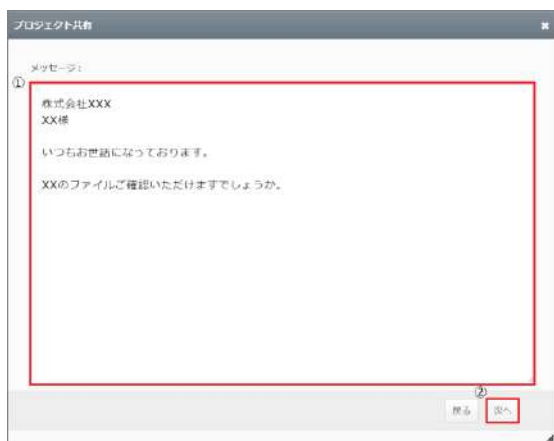 プロジェクト共有
メッセージ:
①
株式会社XXX
XX様
いつもお世話になっております。
XXのファイルご確認いただけますでしょうか。
②
戻る 次へ